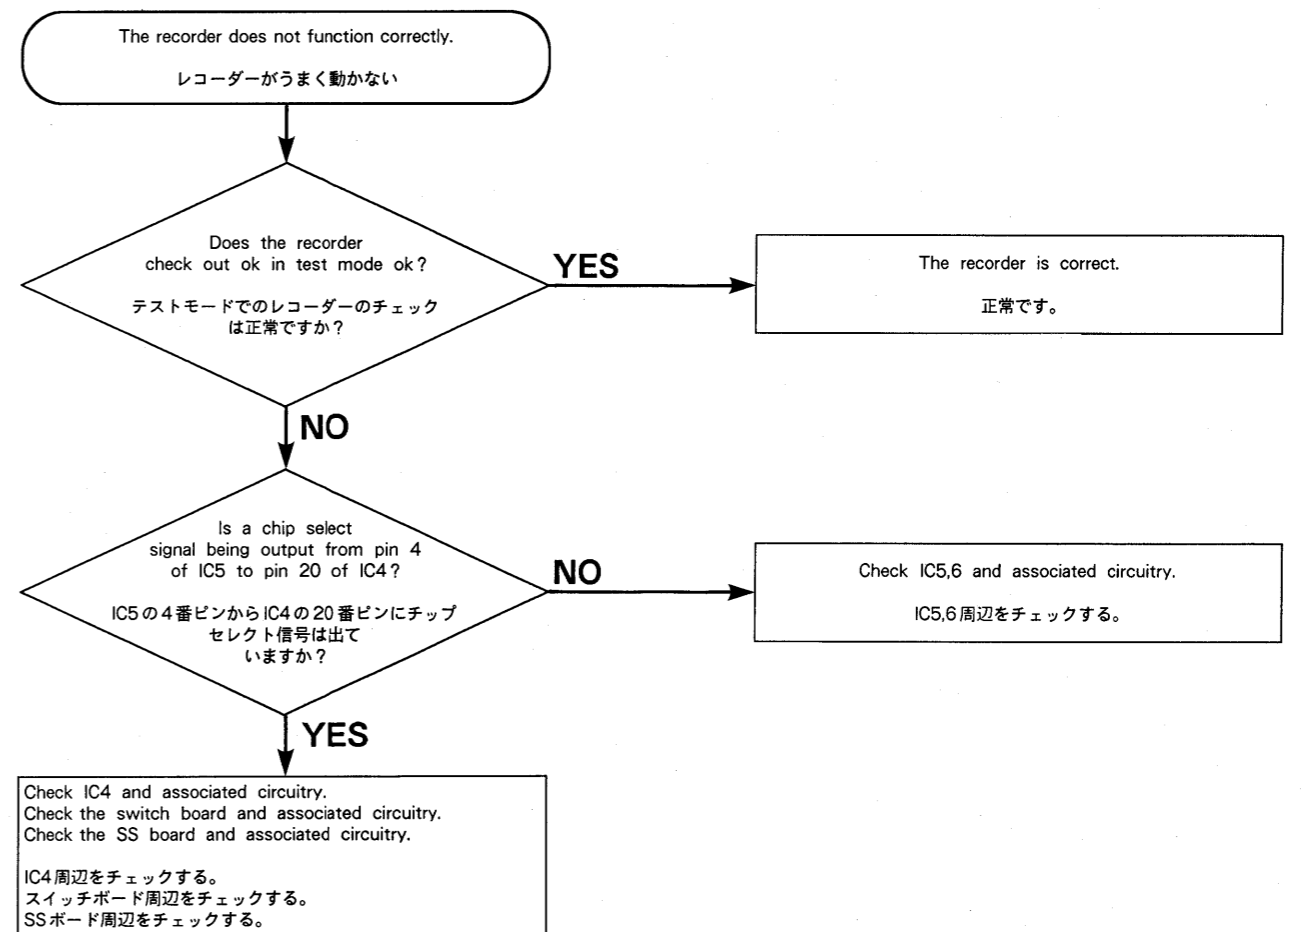 The recorder does not function correctly.
レコーダーがうまく動かない
Does the recorder
check out ok in test mode ok?
テストモードでのレコーダーのチェック
は正常ですか？
YES
The recorder is correct.
正常です。
NO
Is a chip select
signal being output from pin 4
of IC5 to pin 20 of IC4?
IC5の4番ピンからIC4の20番ピンにチップ
セレクト信号は出て
いますか？
NO
Check IC5,6 and associated circuitry.
IC5,6周辺をチェックする。
YES
Check IC4 and associated circuitry.
Check the switch board and associated circuitry.
Check the SS board and associated circuitry.
IC4周辺をチェックする。
スイッチボード周辺をチェックする。
SSボード周辺をチェックする。